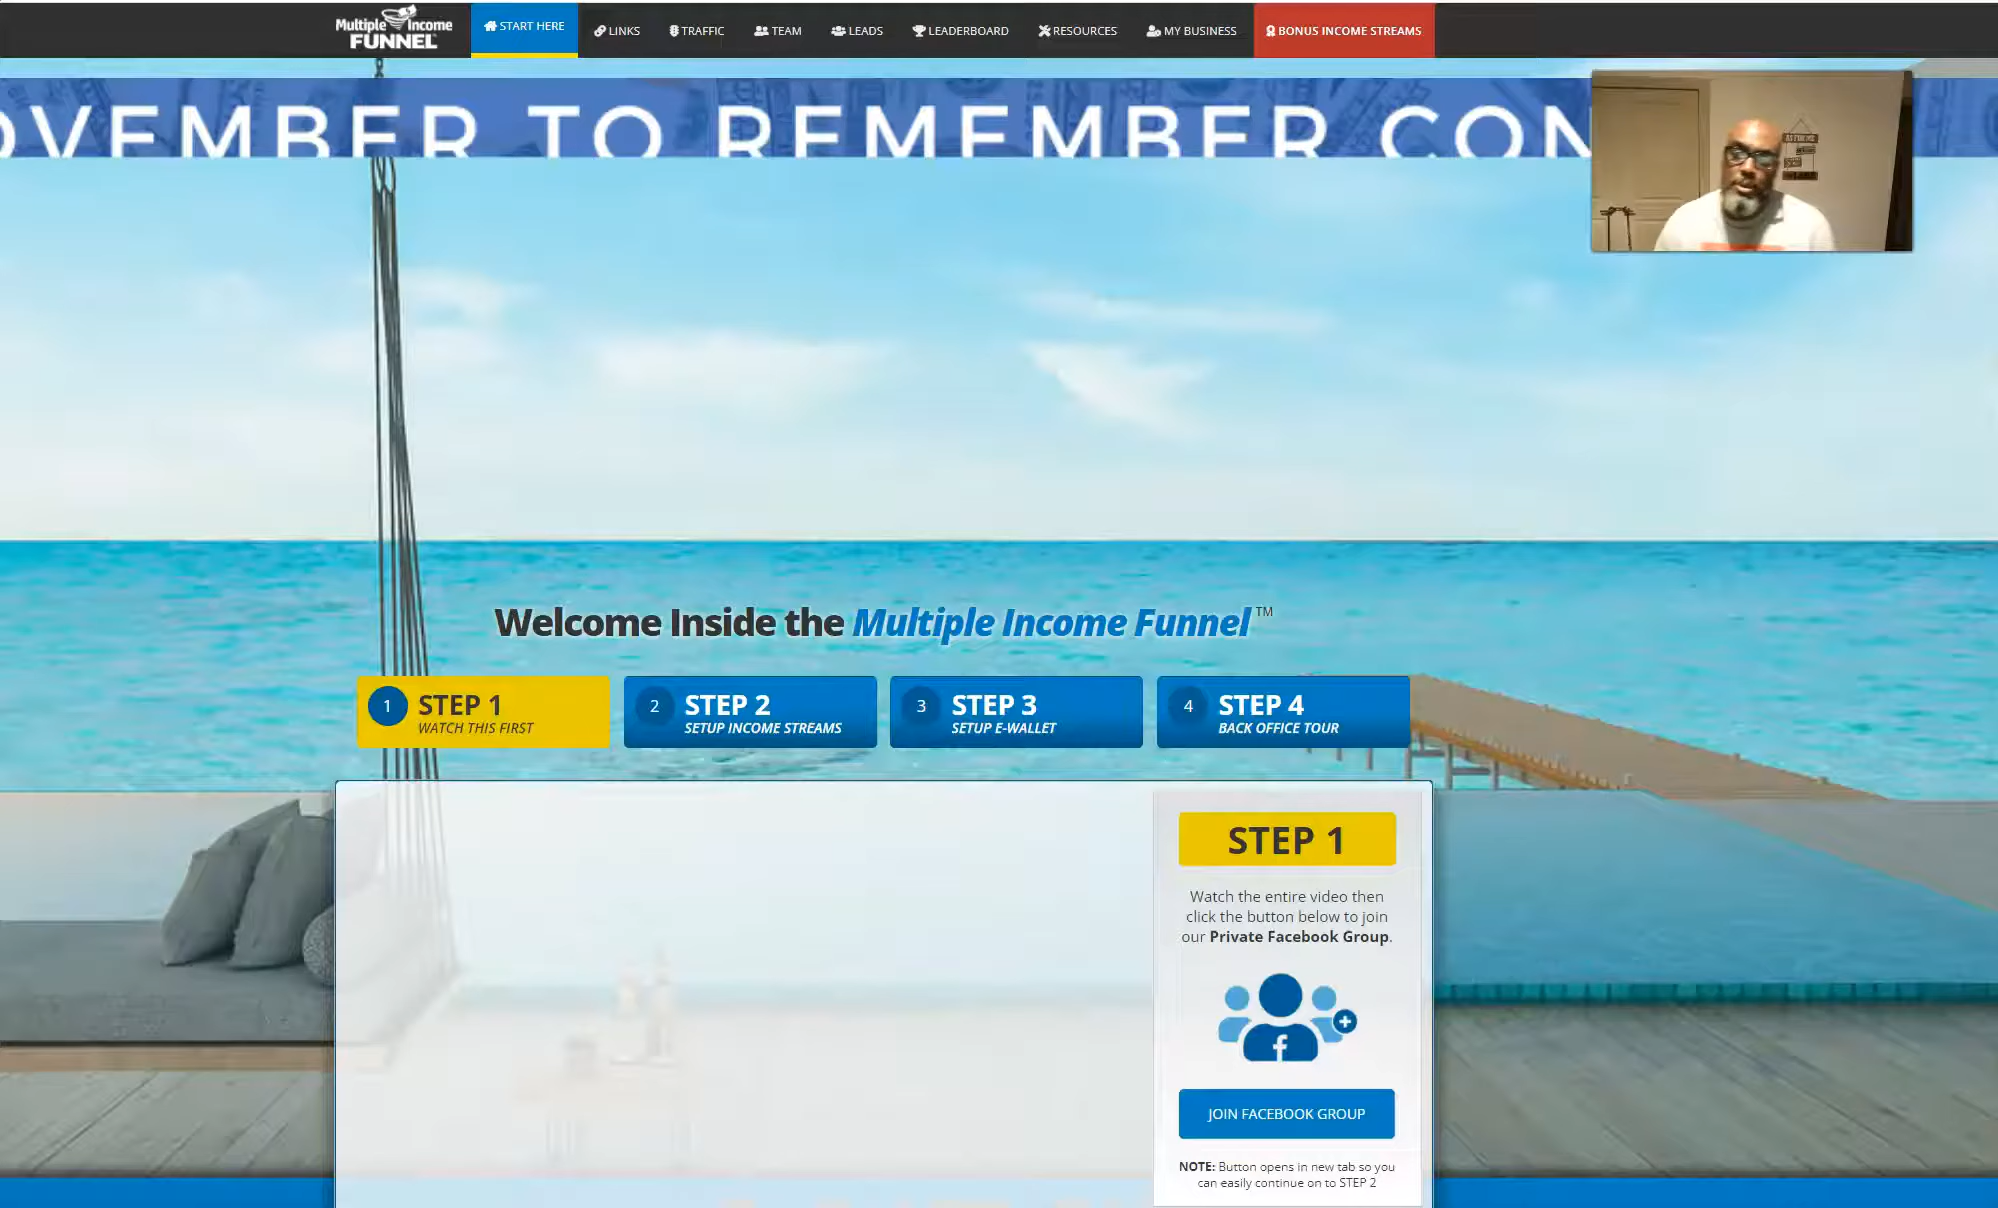 Multiple Income
FUNNEL
START HERE
LINKS
TRAFFIC
TEAM
LEADS
LEADERBOARD
RESOURCES
MY BUSINESS
BONUS INCOME STREAMS
OVEMBER TO REMEMBER CON
Welcome Inside the Multiple Income Funnel™
1
STEP 1
WATCH THIS FIRST
2
STEP 2
SETUP INCOME STREAMS
3
STEP 3
SETUP E-WALLET
4
STEP 4
BACK OFFICE TOUR
STEP 1
Watch the entire video then
click the button below to join
our Private Facebook Group.
f
JOIN FACEBOOK GROUP
NOTE: Button opens in new tab so you
can easily continue on to STEP 2